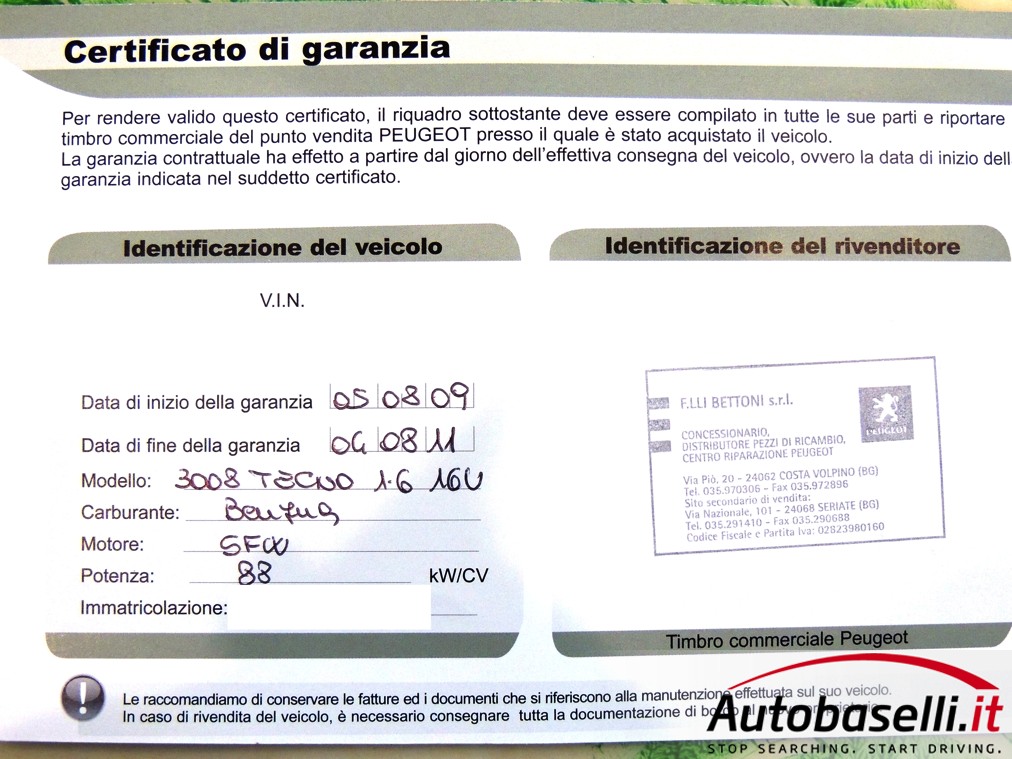 Certificato di garanzia
Per rendere valido questo certificato, il riquadro sottostante deve essere compilato in tutte le sue parti e riportare
timbro commerciale del punto vendita PEUGEOT presso il quale è stato acquistato il veicolo.
La garanzia contrattuale ha effetto a partire dal giorno dell'effettiva consegna del veicolo, ovvero la data di inizio dell
garanzia indicata nel suddetto certificato.
Identificazione del veicolo
V.I.N.
Data di inizio della garanzia 05 08 09
Data di fine della garanzia 04 08 11
Modello: 3008 TECNO 1.6 16V
Carburante: Benzina
Motore: 5FW
Potenza: 88 kW/CV
Immatricolazione:
Identificazione del rivenditore
F.LLI BETTONI s.r.l.
PEUGEOT
CONCESSIONARIO,
DISTRIBUTORE PEZZI DI RICAMBIO,
CENTRO RIPARAZIONE PEUGEOT
Via Piò, 20 - 24062 COSTA VOLPINO (BG)
Tel. 035.970306 - Fax 035.972896
Sito secondario di vendita:
Via Nazionale, 101 - 24068 SERIATE (BG)
Tel. 035.291410 - Fax 035.290688
Codice Fiscale e Partita Iva: 02823980160
Timbro commerciale Peugeot
Le raccomandiamo di conservare le fatture ed i documenti che si riferiscono alla manutenzione effettuata sul suo veicolo.
In caso di rivendita del veicolo, è necessario consegnare tutta la documentazione di bordo al nuovo proprietario.
Autobaselli.it
STOP SEARCHING. START DRIVING.